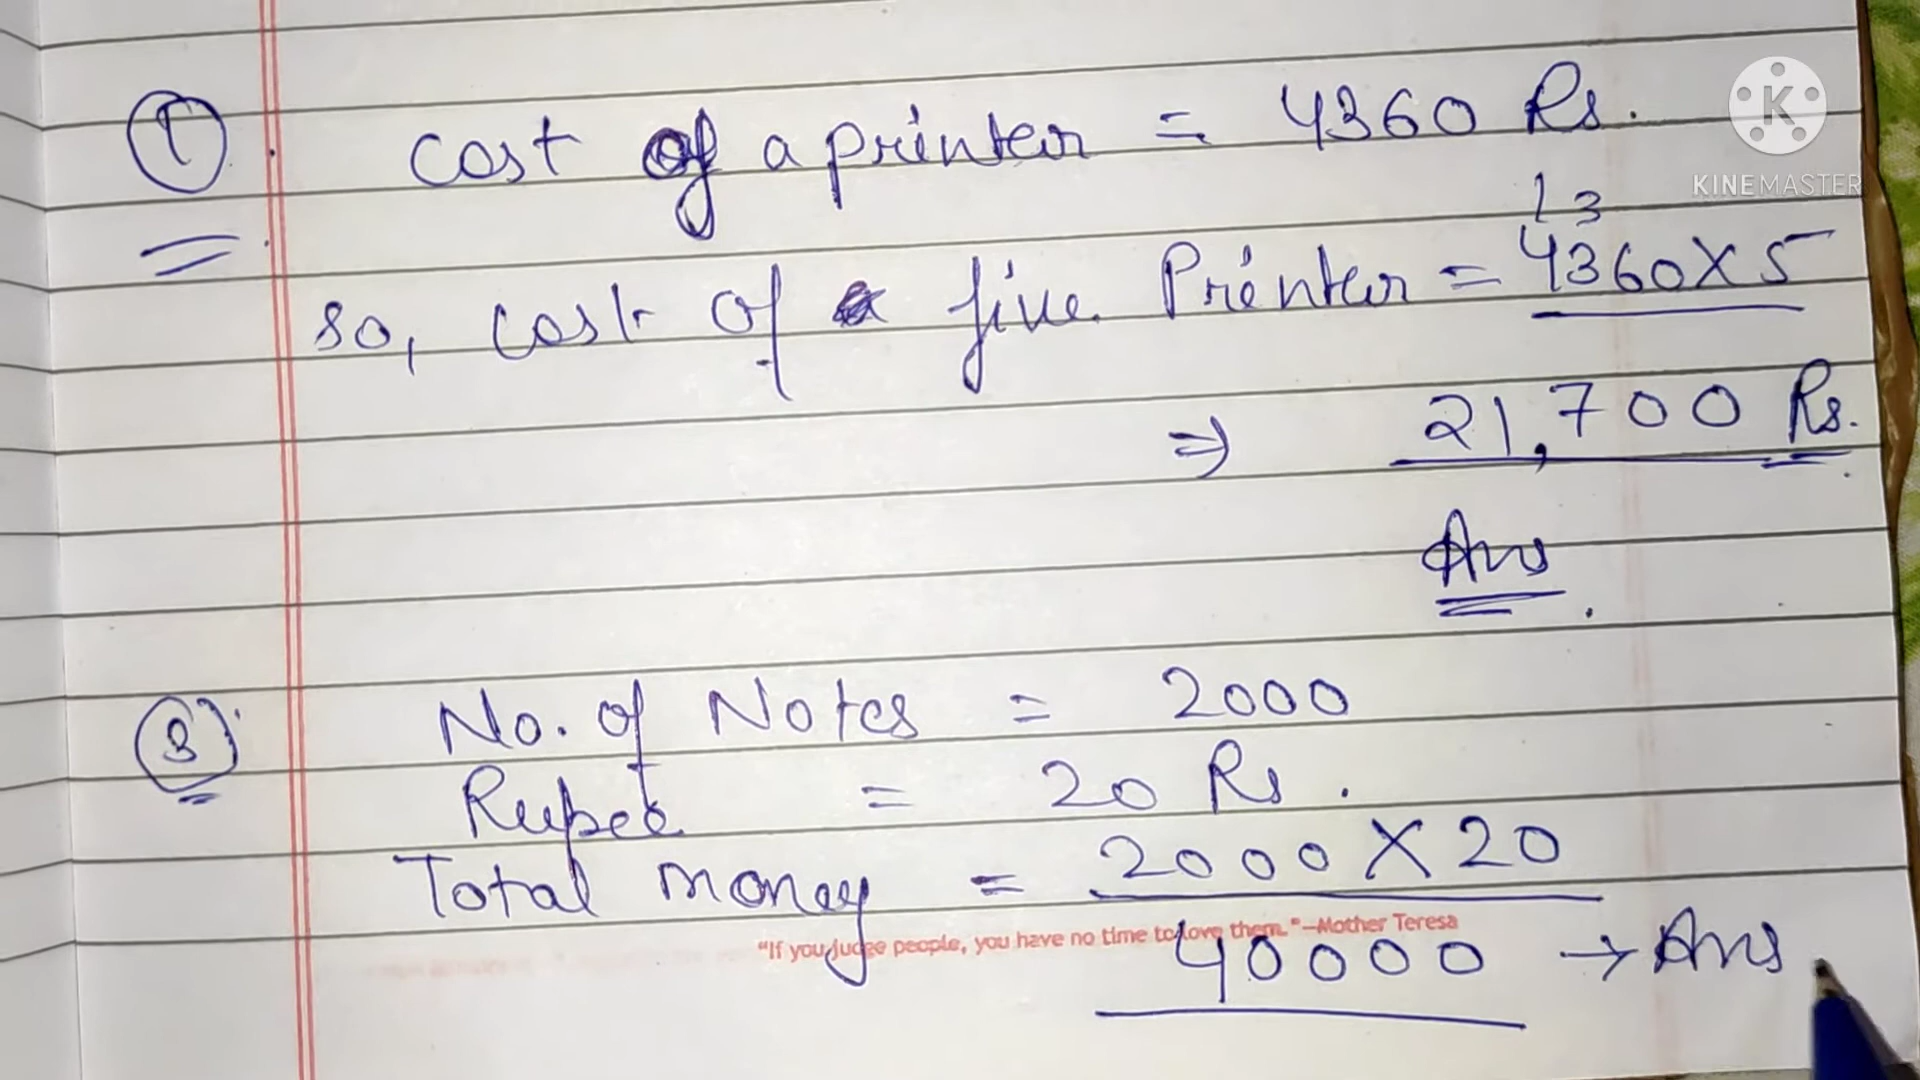 1.
Cost of a printer = 4360 Rs.
KINEMASTER
1 3
so, cost of five Printer = 4360 X 5
⇒ 21,700 Rs.
Ans
3. No. of Notes = 2000
Rupee = 20 Rs.
Total money = 2000 X 20
"If you judge people, you have no time to love them."–Mother Teresa
40000 → Ans